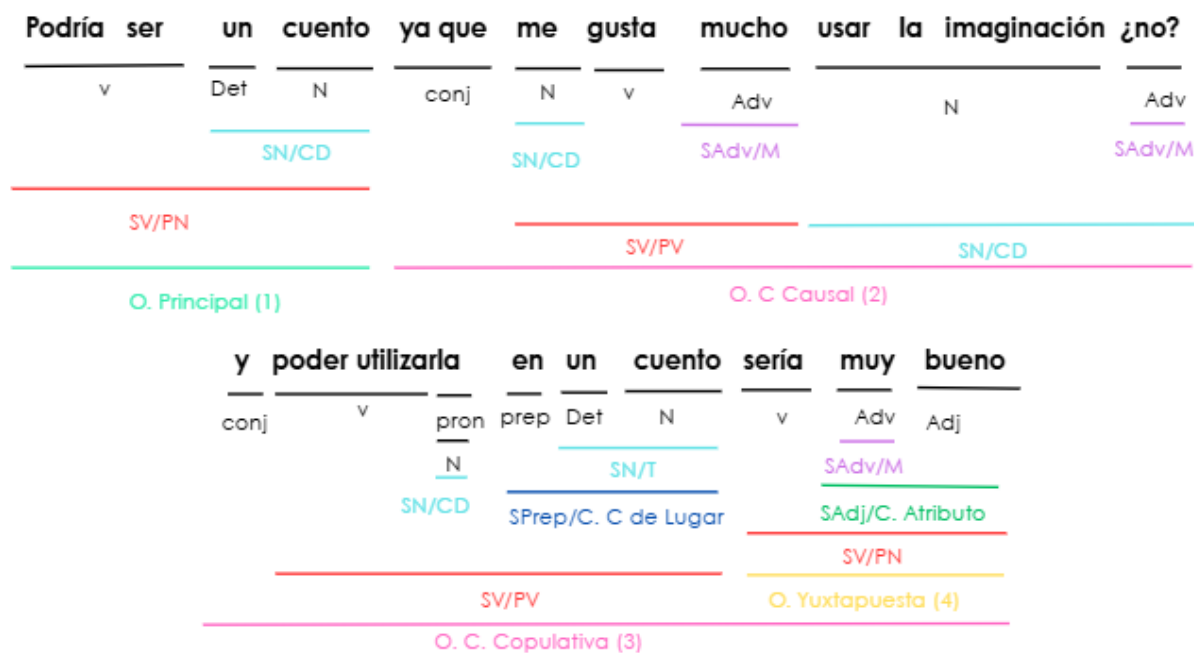 Podría ser un cuento ya que me gusta mucho usar la imaginación ¿no?
v Det N conj N v Adv N Adv
SN/CD SN/CD SAdv/M SAdv/M
SV/PN SV/PV SN/CD
O. Principal (1) O. C Causal (2)
y poder utilizarla en un cuento sería muy bueno
conj v pron prep Det N v Adv Adj
N SN/T SAdv/M
SN/CD SPrep/C. C de Lugar SAdj/C. Atributo
SV/PN
SV/PV O. Yuxtapuesta (4)
O. C. Copulativa (3)